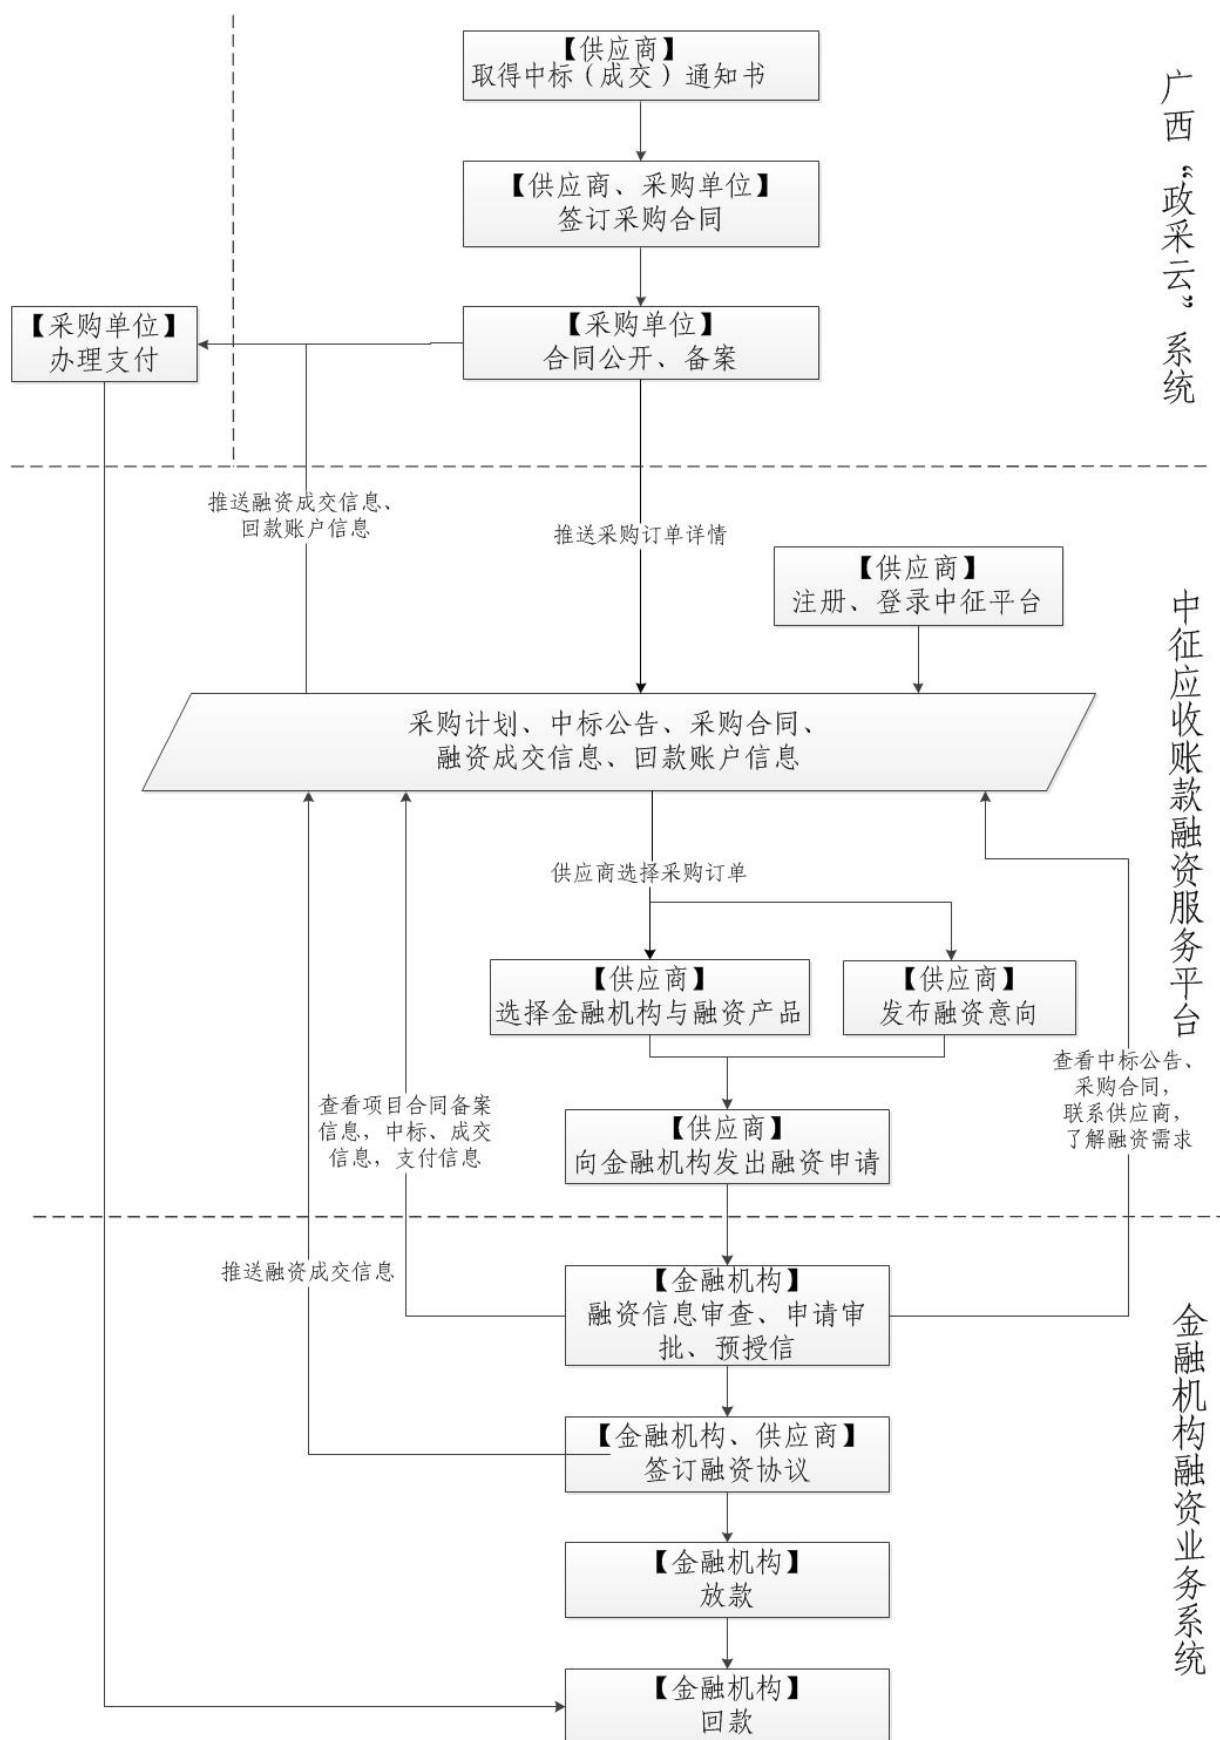 【供应商】
取得中标（成交）通知书
广西“政采云”系统
【供应商、采购单位】
签订采购合同
【采购单位】
办理支付
【采购单位】
合同公开、备案
推送融资成交信息、
回款账户信息
推送采购订单详情
【供应商】
注册、登录中征平台
中征应收账款融资服务平台
采购计划、中标公告、采购合同、
融资成交信息、回款账户信息
供应商选择采购订单
【供应商】
选择金融机构与融资产品
【供应商】
发布融资意向
查看中标公告、
采购合同，
联系供应商，
了解融资需求
查看项目合同备案
信息，中标、成交
信息，支付信息
【供应商】
向金融机构发出融资申请
推送融资成交信息
【金融机构】
融资信息审查、申请审
批、预授信
金融机构融资业务系统
【金融机构、供应商】
签订融资协议
【金融机构】
放款
【金融机构】
回款